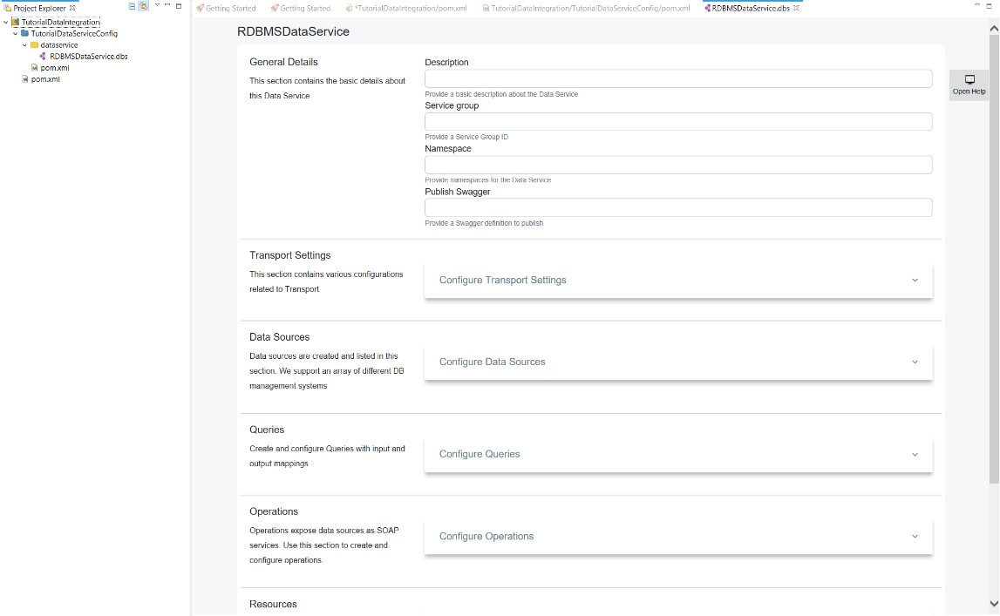 Project Explorer
Getting Started
Getting Started
*TutorialDataIntegration/pom.xml
TutorialDataIntegration/TutorialDataServiceConfig/pom.xml
RDBMSDataService.dbs
TutorialDataIntegration
TutorialDataServiceConfig
dataservice
RDBMSDataService.dbs
pom.xml
pom.xml
RDBMSDataService
General Details
This section contains the basic details about
this Data Service
Description
Provide a basic description about the Data Service
Service group
Provide a Service Group ID
Namespace
Provide namespaces for the Data Service
Publish Swagger
Provide a Swagger definition to publish
Open Help
Transport Settings
This section contains various configurations
related to Transport
Configure Transport Settings
Data Sources
Data sources are created and listed in this
section. We support an array of different DB
management systems
Configure Data Sources
Queries
Create and configure Queries with input and
output mappings
Configure Queries
Operations
Operations expose data sources as SOAP
services. Use this section to create and
configure operations.
Configure Operations
Resources